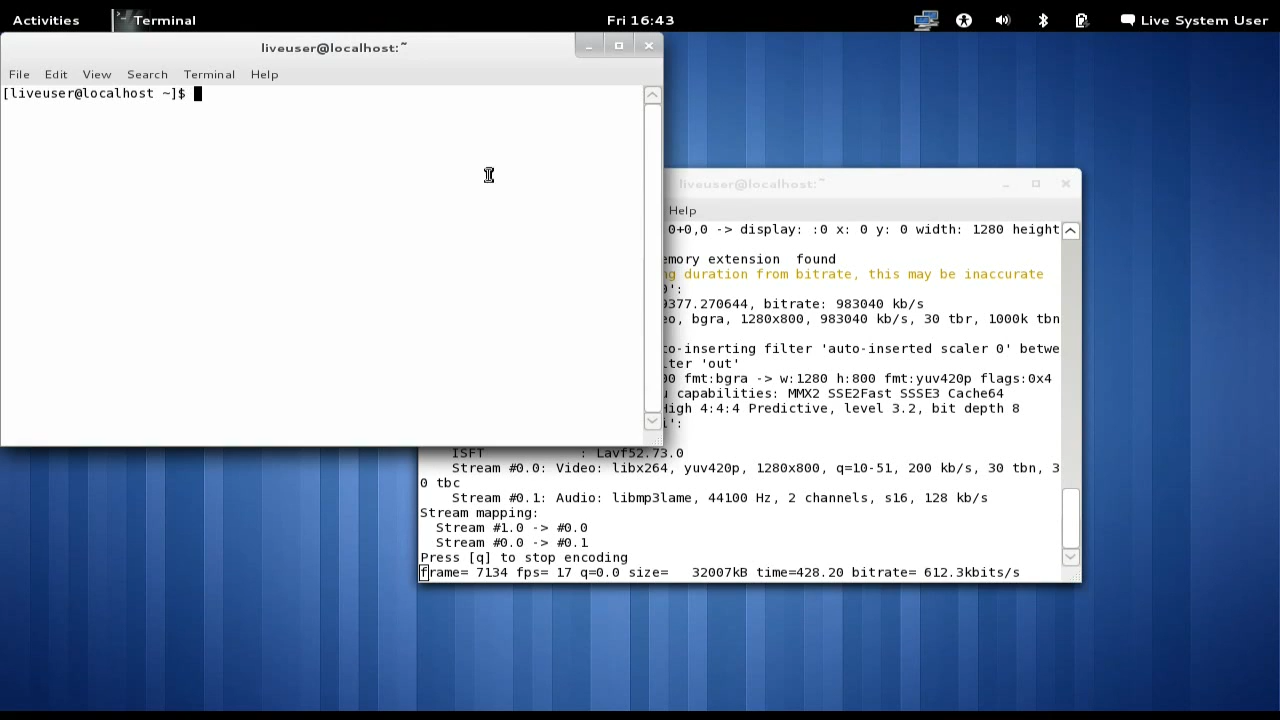 Activities Terminal Fri 16:43 Live System User
liveuser@localhost:~
File Edit View Search Terminal Help
[liveuser@localhost ~]$
liveuser@localhost:~
Help
0+0,0 -> display: :0 x: 0 y: 0 width: 1280 height
emory extension  found
ng duration from bitrate, this may be inaccurate
0':
9377.270644, bitrate: 983040 kb/s
eo, bgra, 1280x800, 983040 kb/s, 30 tbr, 1000k tbn
to-inserting filter 'auto-inserted scaler 0' betwe
lter 'out'
00 fmt:bgra -> w:1280 h:800 fmt:yuv420p flags:0x4
u capabilities: MMX2 SSE2Fast SSSE3 Cache64
High 4:4:4 Predictive, level 3.2, bit depth 8
i':
ISFT            : Lavf52.73.0
Stream #0.0: Video: libx264, yuv420p, 1280x800, q=10-51, 200 kb/s, 30 tbn, 3
0 tbc
Stream #0.1: Audio: libmp3lame, 44100 Hz, 2 channels, s16, 128 kb/s
Stream mapping:
Stream #1.0 -> #0.0
Stream #0.0 -> #0.1
Press [q] to stop encoding
frame= 7134 fps= 17 q=0.0 size=   32007kB time=428.20 bitrate= 612.3kbits/s